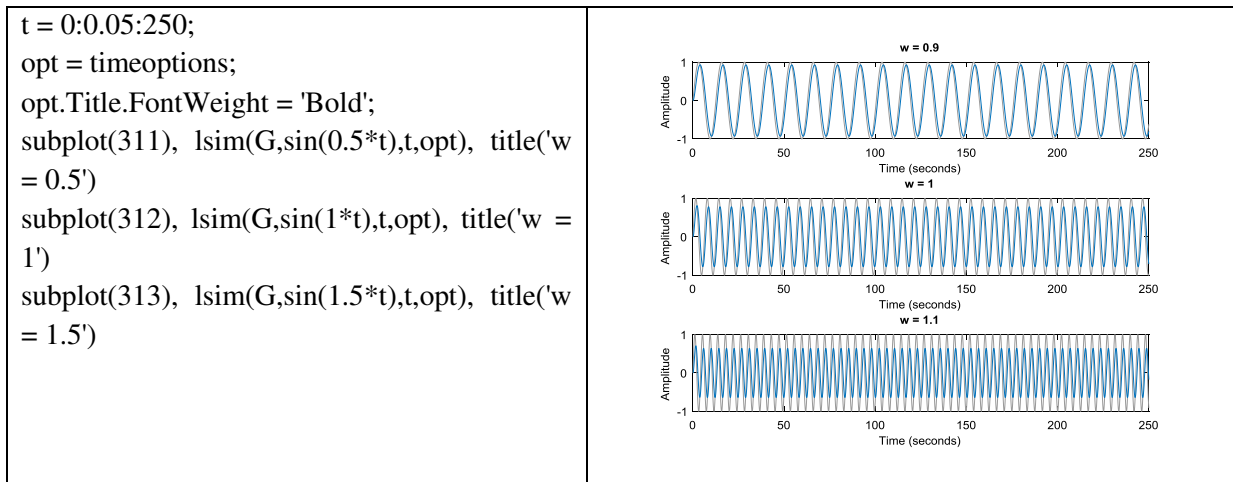 t = 0:0.05:250;
opt = timeoptions;
opt.Title.FontWeight = 'Bold';
subplot(311), lsim(G,sin(0.5*t),t,opt), title('w
= 0.5')
subplot(312), lsim(G,sin(1*t),t,opt), title('w =
1')
subplot(313), lsim(G,sin(1.5*t),t,opt), title('w
= 1.5')
w = 0.9
Amplitude
1
0
-1
0 50 100 150 200 250
Time (seconds)
w = 1
Amplitude
1
0
-1
0 50 100 150 200 250
Time (seconds)
w = 1.1
Amplitude
1
0
-1
0 50 100 150 200 250
Time (seconds)